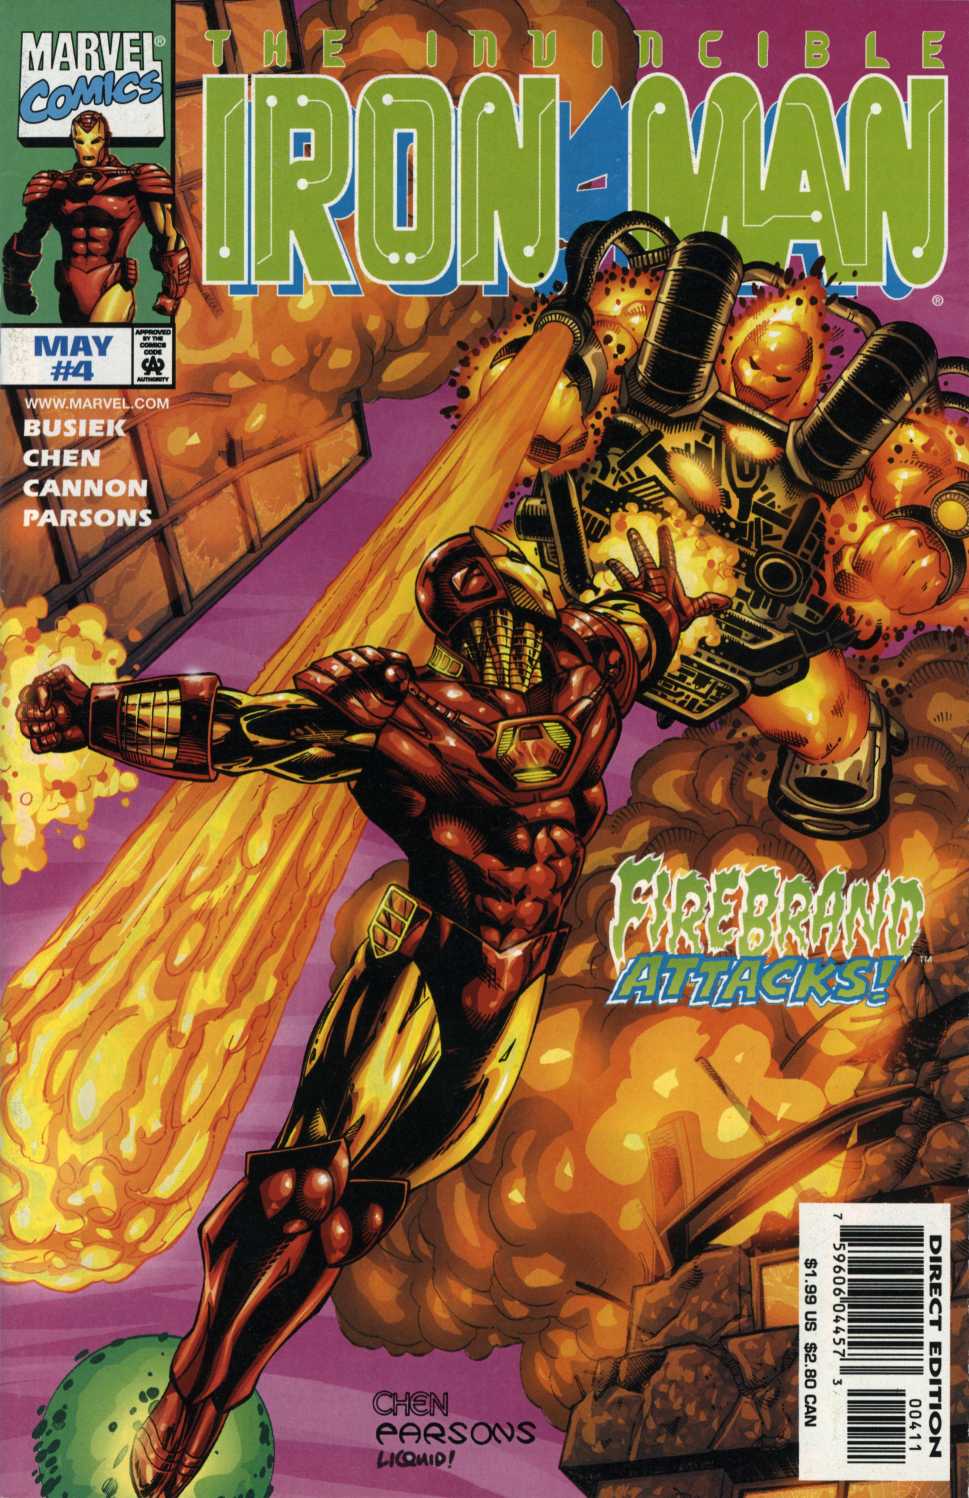 MARVEL®
COMICS
THE INVINCIBLE
IRON MAN®
MAY
#4
APPROVED
BY THE
COMICS
CODE
CA
AUTHORITY
WWW.MARVEL.COM
BUSIEK
CHEN
CANNON
PARSONS
FIREBRAND™
ATTACKS!
CHEN
PARSONS
LIQUID!
DIRECT EDITION
00411
7 59606 04457 3
$1.99 US $2.80 CAN